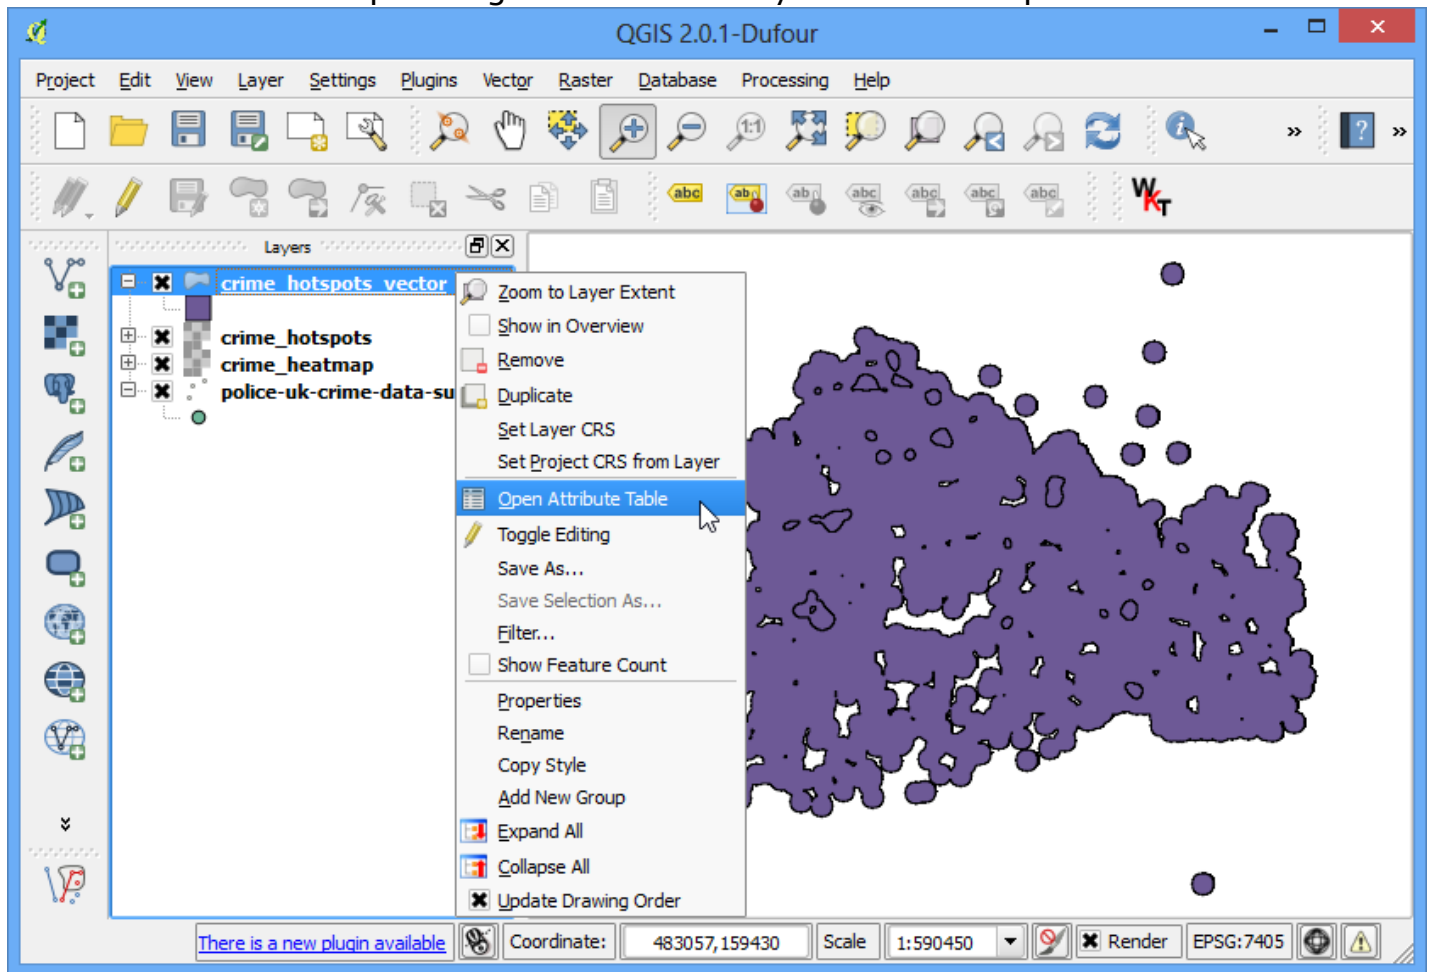 QGIS 2.0.1-Dufour
Project Edit View Layer Settings Plugins Vector Raster Database Processing Help
1:1
abc
WKT
Layers
crime_hotspots_vector
crime_hotspots
crime_heatmap
police-uk-crime-data-su
Zoom to Layer Extent
Show in Overview
Remove
Duplicate
Set Layer CRS
Set Project CRS from Layer
Open Attribute Table
Toggle Editing
Save As...
Save Selection As...
Filter...
Show Feature Count
Properties
Rename
Copy Style
Add New Group
Expand All
Collapse All
Update Drawing Order
There is a new plugin available Coordinate: 483057,159430 Scale 1:590450 Render EPSG:7405